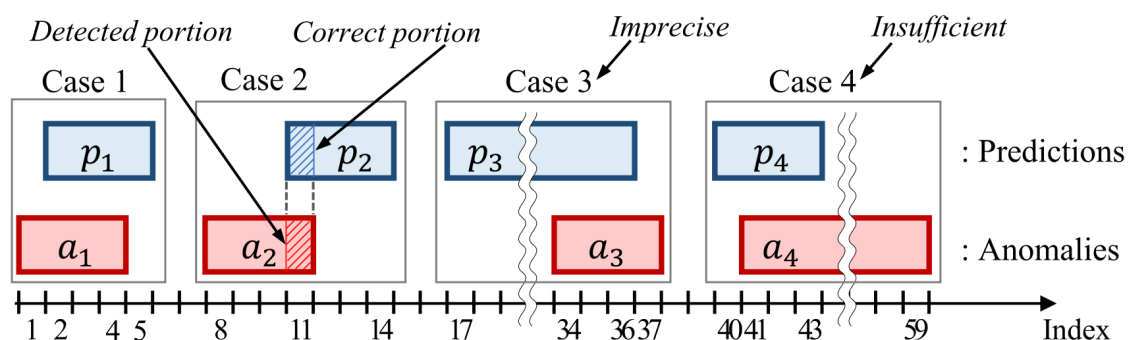 Detected portion Correct portion Imprecise Insufficient
Case 1 Case 2 Case 3 Case 4
p₁ p₂ p₃ p₄ : Predictions
a₁ a₂ a₃ a₄ : Anomalies
1 2 4 5 8 11 14 17 34 36 37 40 41 43 59 Index